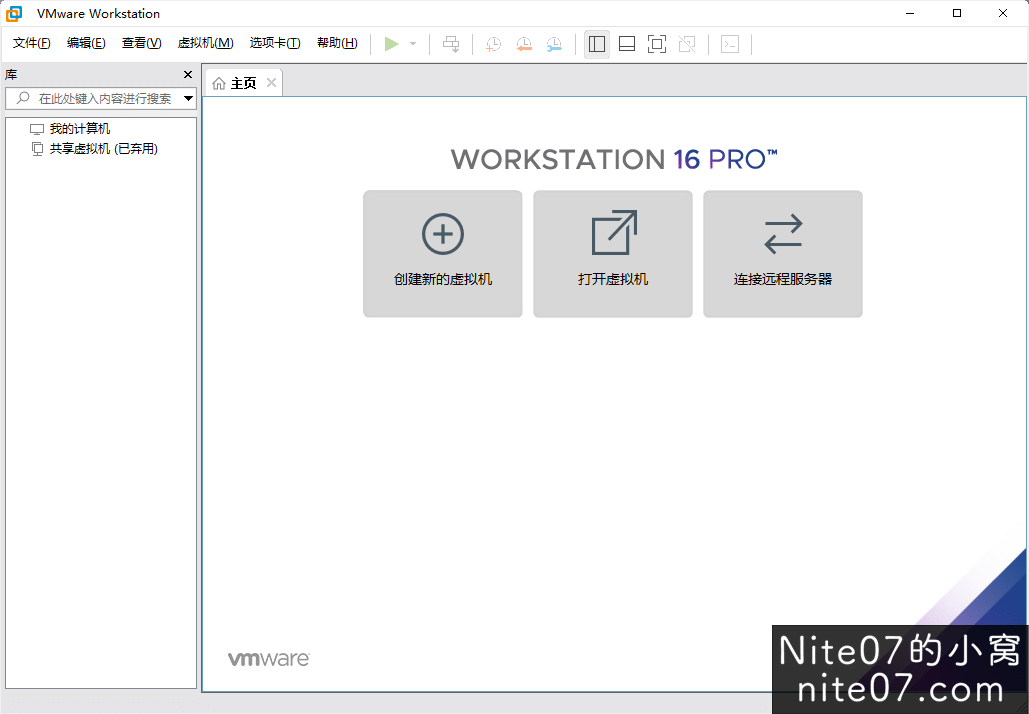 VMware Workstation
文件(F) 编辑(E) 查看(V) 虚拟机(M) 选项卡(T) 帮助(H)
库
主页
在此处键入内容进行搜索
我的计算机
共享虚拟机 (已弃用)
WORKSTATION 16 PRO™
创建新的虚拟机
打开虚拟机
连接远程服务器
vmware
Nite07的小窝
nite07.com